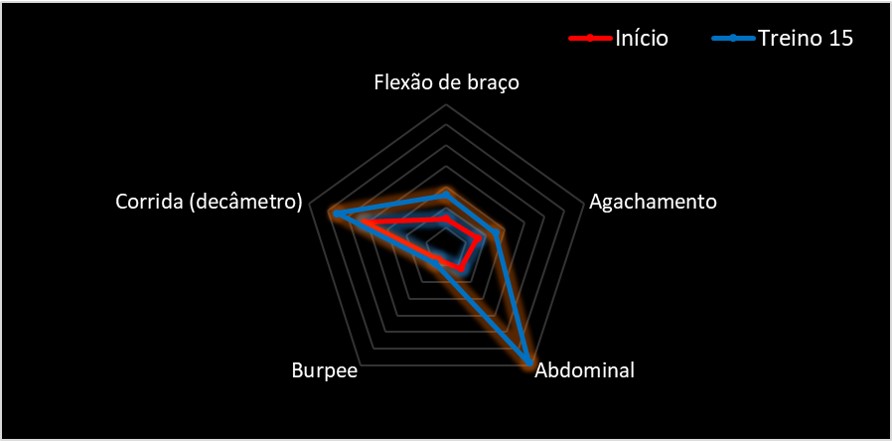 Início
Treino 15
Flexão de braço
Corrida (decâmetro)
Agachamento
Burpee
Abdominal